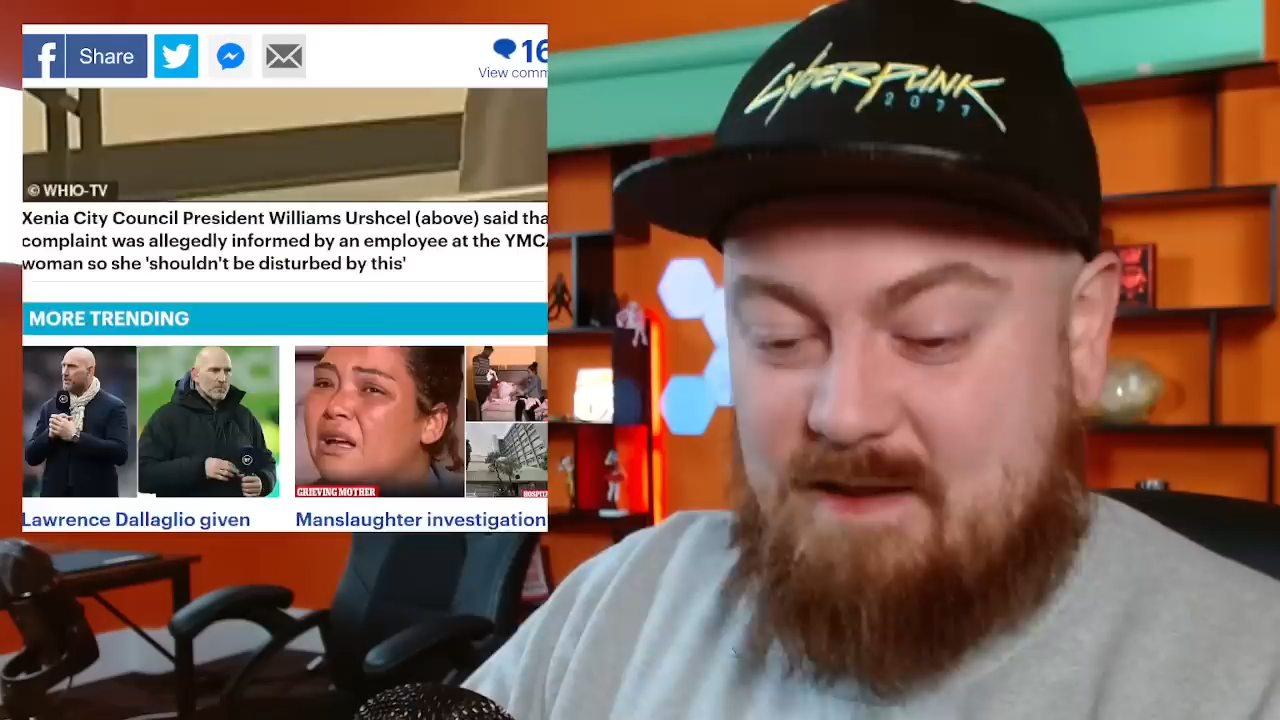 Share
16
View comm
© WHIO-TV
Xenia City Council President Williams Urshcel (above) said tha
complaint was allegedly informed by an employee at the YMCA
woman so she 'shouldn't be disturbed by this'
MORE TRENDING
GRIEVING MOTHER
HOSPIT
Lawrence Dallaglio given
Manslaughter investigation
CYBERPUNK
2077